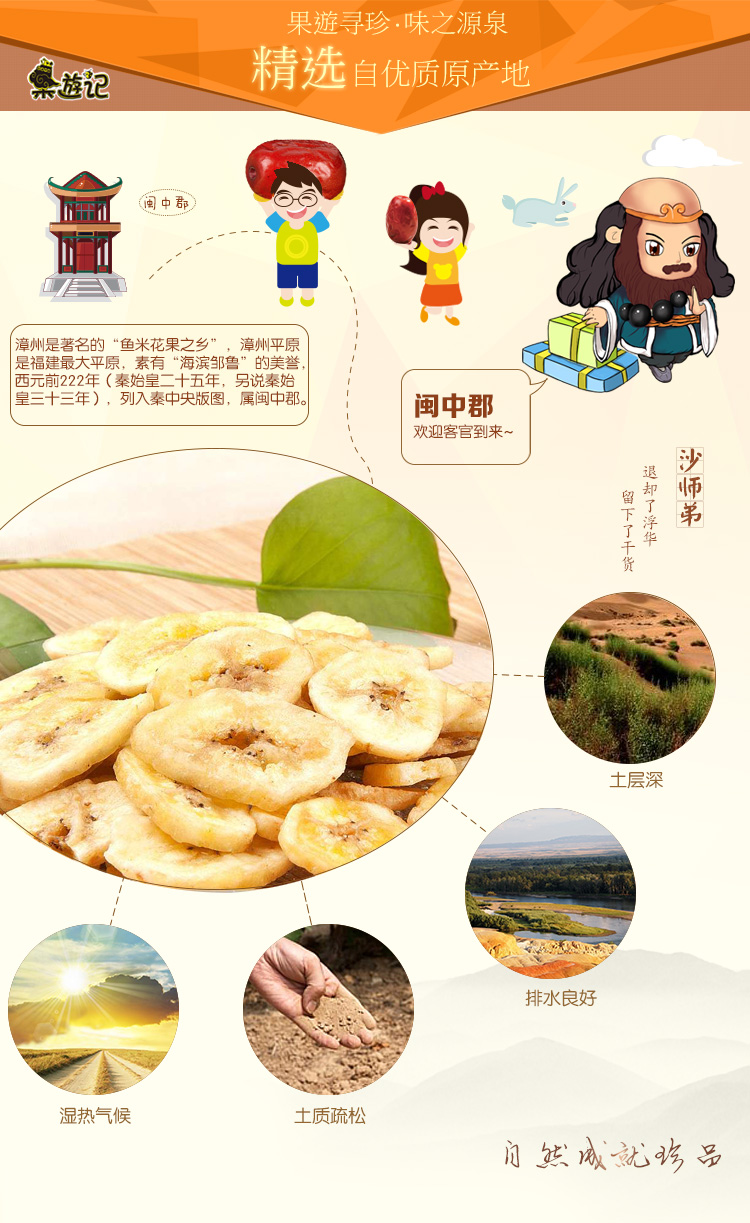 果遊寻珍·味之源泉
精选自优质原产地
果遊记
闽中郡
漳州是著名的“鱼米花果之乡”，漳州平原
是福建最大平原，素有“海滨邹鲁”的美誉，
西元前222年（秦始皇二十五年，另说秦始
皇三十三年），列入秦中央版图，属闽中郡。
闽中郡
欢迎客官到来~
沙师弟
退却了浮华
留下了干货
土层深
排水良好
湿热气候
土质疏松
自然成就珍品